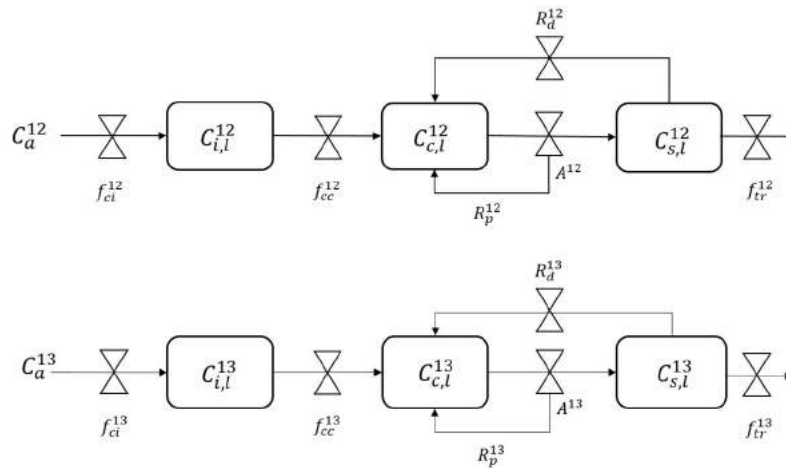 R_d^{12}
C_a^{12} C_{i,l}^{12} C_{c,l}^{12} C_{s,l}^{12}
f_{ci}^{12} f_{cc}^{12} A^{12} f_{tr}^{12}
R_p^{12}
R_d^{13}
C_a^{13} C_{i,l}^{13} C_{c,l}^{13} C_{s,l}^{13}
f_{ci}^{13} f_{cc}^{13} A^{13} f_{tr}^{13}
R_p^{13}